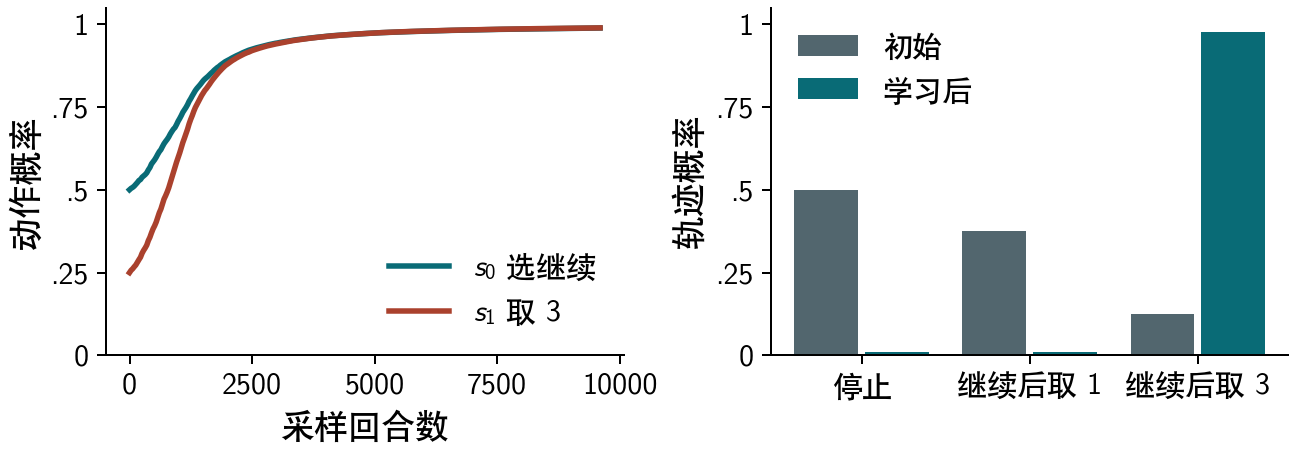 1
.75
.5
.25
0
动作概率
s₀ 选继续
s₁ 取 3
0 2500 5000 7500 10000
采样回合数
1
.75
.5
.25
0
轨迹概率
初始
学习后
停止 继续后取 1 继续后取 3